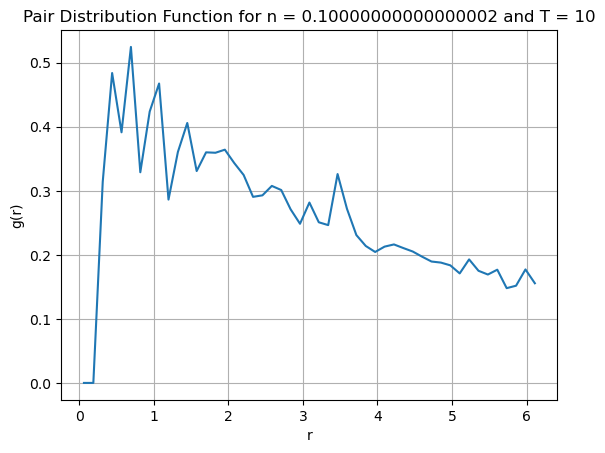 Pair Distribution Function for n = 0.10000000000000002 and T = 10
g(r)
0.5
0.4
0.3
0.2
0.1
0.0
0 1 2 3 4 5 6
r